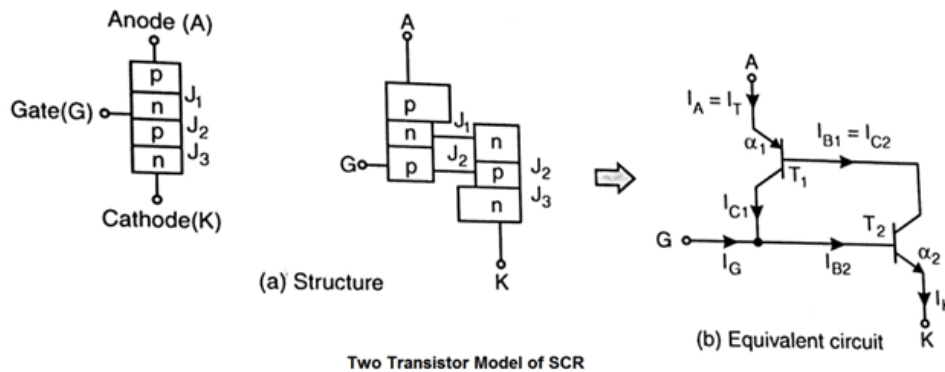 Anode (A)
p
n
p
n
J1
J2
J3
Gate(G)
Cathode(K)
A
p
n
p
J1
J2
n
p
n
J2
J3
G
K
(a) Structure
A
IA = IT
α1
T1
IB1 = IC2
IC1
G
IG
IB2
T2
α2
K
(b) Equivalent circuit
Two Transistor Model of SCR